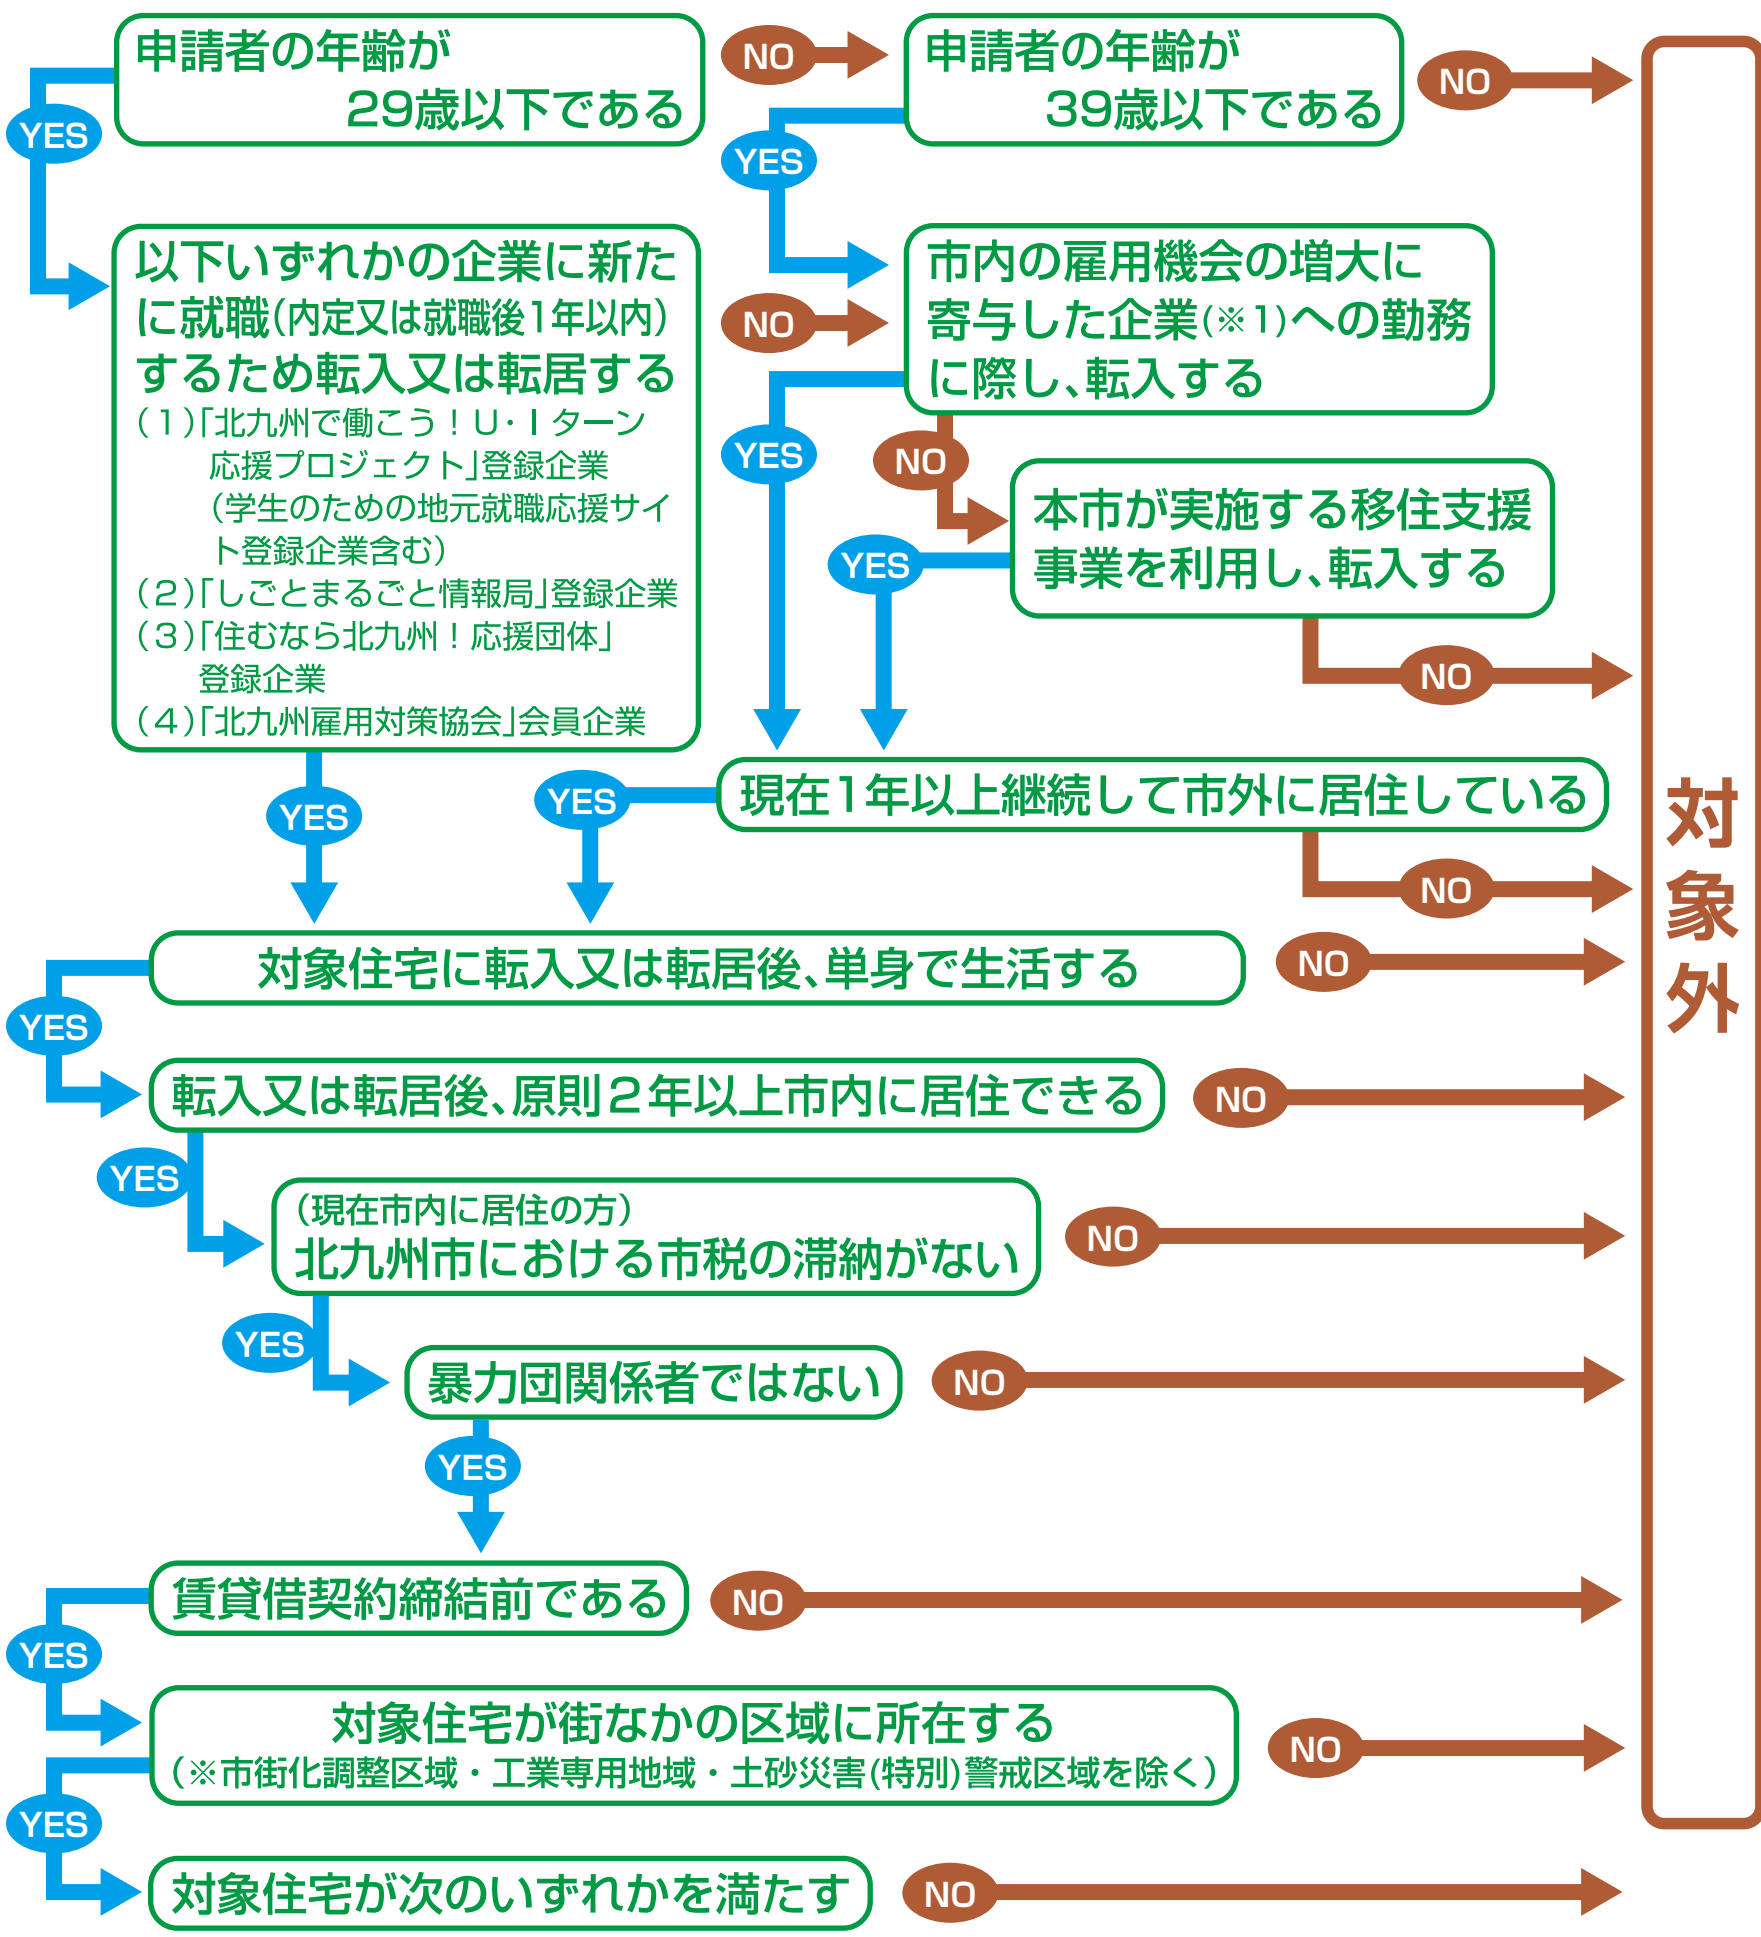 申請者の年齢が
29歳以下である
NO
申請者の年齢が
39歳以下である
NO
YES
YES
以下いずれかの企業に新た
に就職(内定又は就職後1年以内)
するため転入又は転居する
(1)「北九州で働こう！U・Iターン
応援プロジェクト」登録企業
(学生のための地元就職応援サイ
ト登録企業含む)
(2)「しごとまるごと情報局」登録企業
(3)「住むなら北九州！応援団体」
登録企業
(4)「北九州雇用対策協会」会員企業
NO
市内の雇用機会の増大に
寄与した企業(※1)への勤務
に際し、転入する
YES
NO
本市が実施する移住支援
事業を利用し、転入する
YES
NO
現在1年以上継続して市外に居住している
YES
YES
NO
対象外
対象住宅に転入又は転居後、単身で生活する
NO
YES
転入又は転居後、原則２年以上市内に居住できる
NO
YES
(現在市内に居住の方)
北九州市における市税の滞納がない
NO
YES
暴力団関係者ではない
NO
YES
賃貸借契約締結前である
NO
YES
対象住宅が街なかの区域に所在する
(※市街化調整区域・工業専用地域・土砂災害(特別)警戒区域を除く)
NO
YES
対象住宅が次のいずれかを満たす
NO